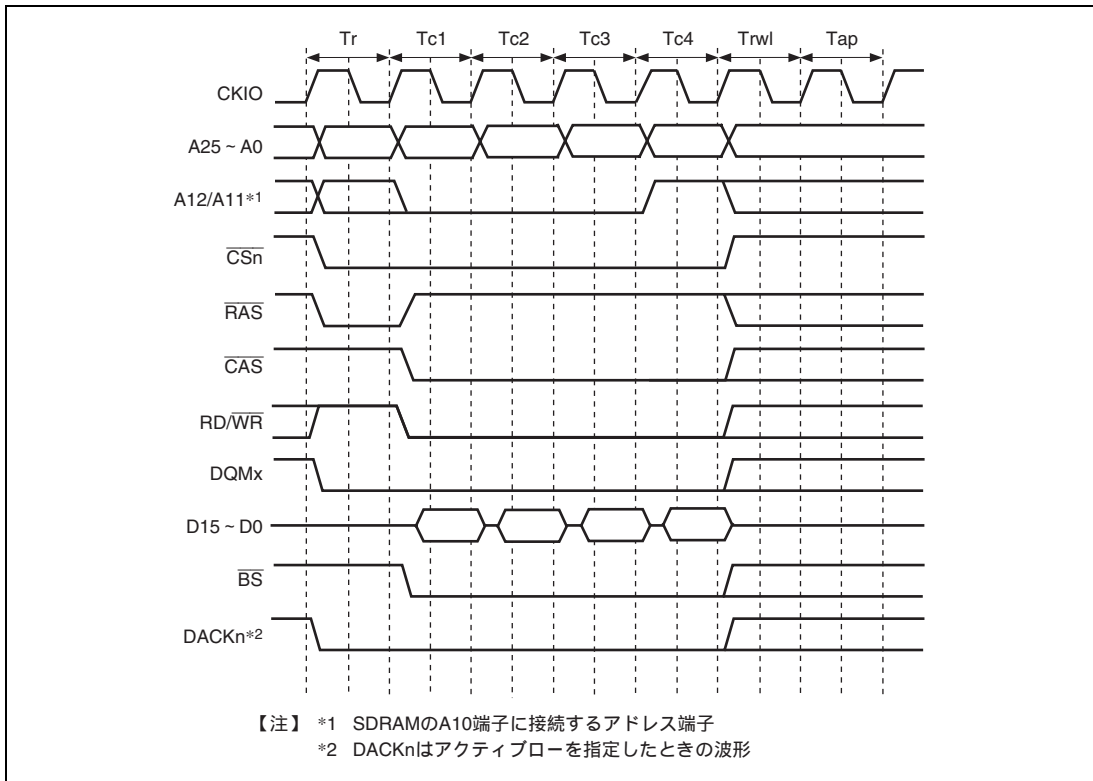 Tr Tc1 Tc2 Tc3 Tc4 Trwl Tap
CKIO
A25 ~ A0
A12/A11*1
CSn
RAS
CAS
RD/WR
DQMx
D15 ~ D0
BS
DACKn*2
【注】 *1 SDRAMのA10端子に接続するアドレス端子
*2 DACKnはアクティブローを指定したときの波形